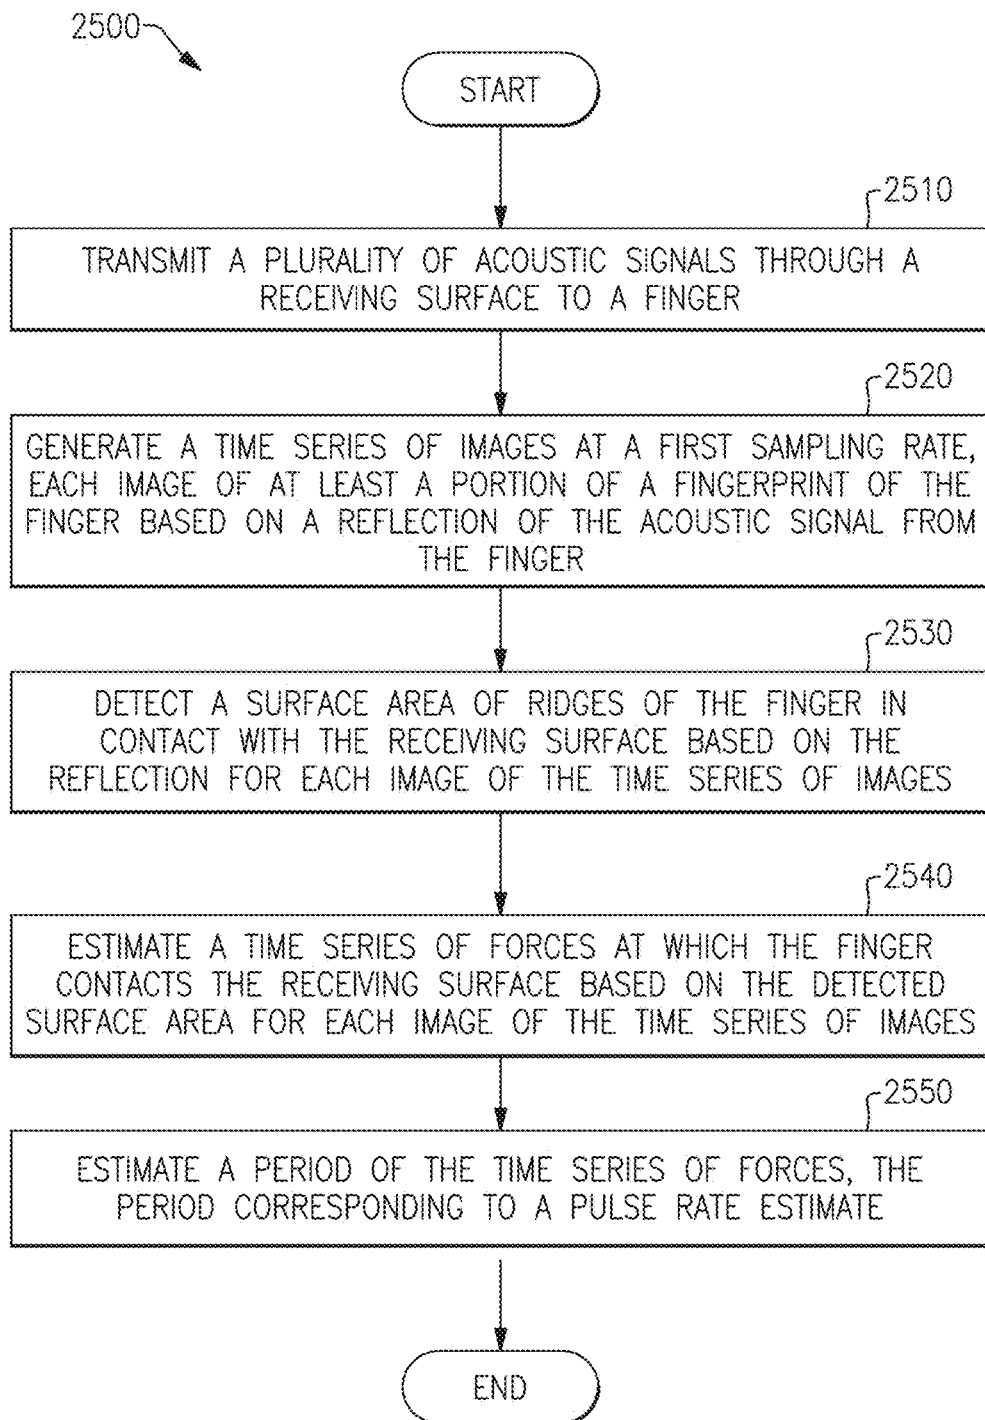 2500
START
2510
TRANSMIT A PLURALITY OF ACOUSTIC SIGNALS THROUGH A
RECEIVING SURFACE TO A FINGER
2520
GENERATE A TIME SERIES OF IMAGES AT A FIRST SAMPLING RATE,
EACH IMAGE OF AT LEAST A PORTION OF A FINGERPRINT OF THE
FINGER BASED ON A REFLECTION OF THE ACOUSTIC SIGNAL FROM
THE FINGER
2530
DETECT A SURFACE AREA OF RIDGES OF THE FINGER IN
CONTACT WITH THE RECEIVING SURFACE BASED ON THE
REFLECTION FOR EACH IMAGE OF THE TIME SERIES OF IMAGES
2540
ESTIMATE A TIME SERIES OF FORCES AT WHICH THE FINGER
CONTACTS THE RECEIVING SURFACE BASED ON THE DETECTED
SURFACE AREA FOR EACH IMAGE OF THE TIME SERIES OF IMAGES
2550
ESTIMATE A PERIOD OF THE TIME SERIES OF FORCES, THE
PERIOD CORRESPONDING TO A PULSE RATE ESTIMATE
END